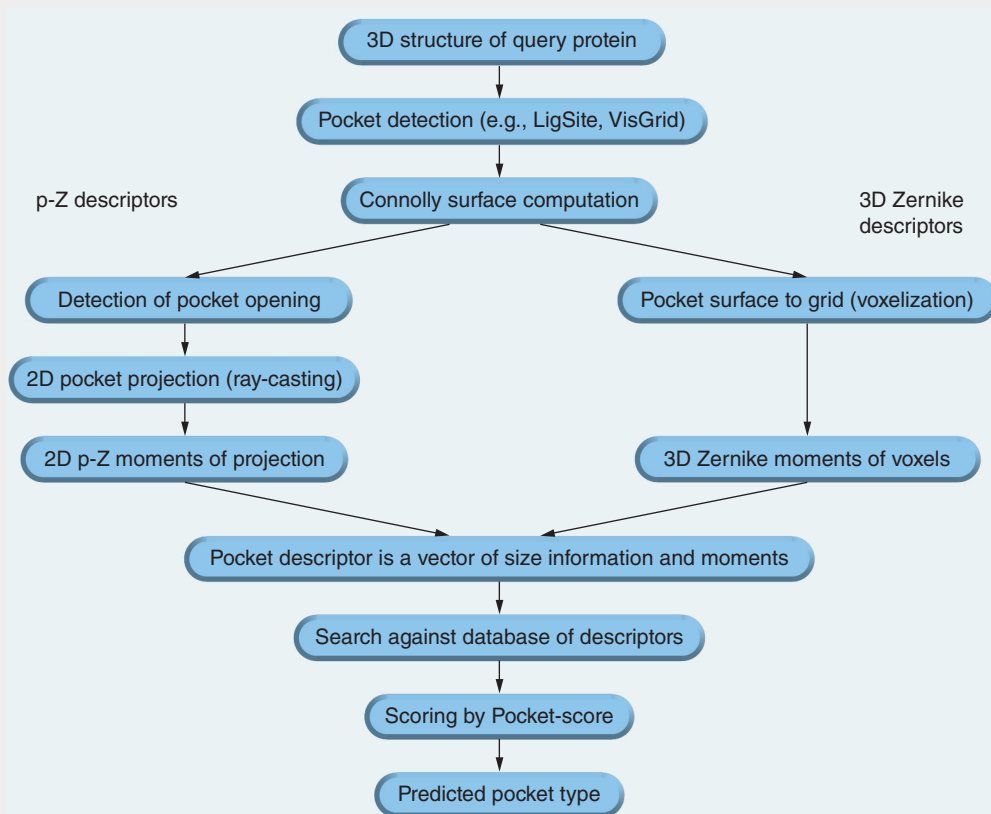 3D structure of query protein
Pocket detection (e.g., LigSite, VisGrid)
Connolly surface computation
p-Z descriptors
3D Zernike
descriptors
Detection of pocket opening
Pocket surface to grid (voxelization)
2D pocket projection (ray-casting)
2D p-Z moments of projection
3D Zernike moments of voxels
Pocket descriptor is a vector of size information and moments
Search against database of descriptors
Scoring by Pocket-score
Predicted pocket type